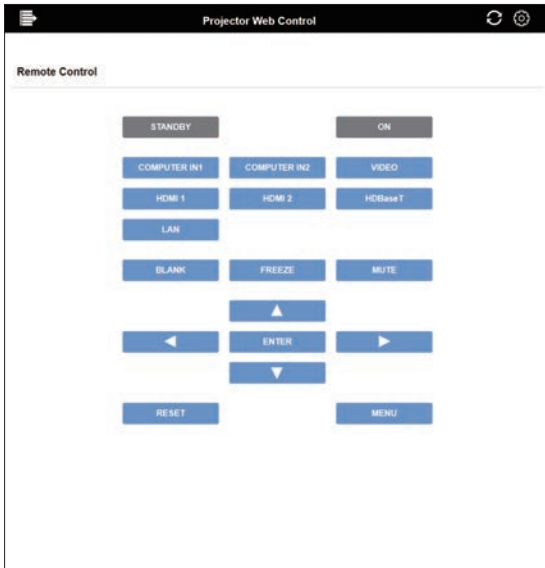 Projector Web Control
Remote Control
STANDBY ON
COMPUTER IN1 COMPUTER IN2 VIDEO
HDMI 1 HDMI 2 HDBaseT
LAN
BLANK FREEZE MUTE
ENTER
RESET MENU